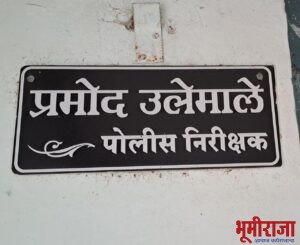 प्रमोद उलेमाले
पोलीस निरीक्षक
भूमीराजा